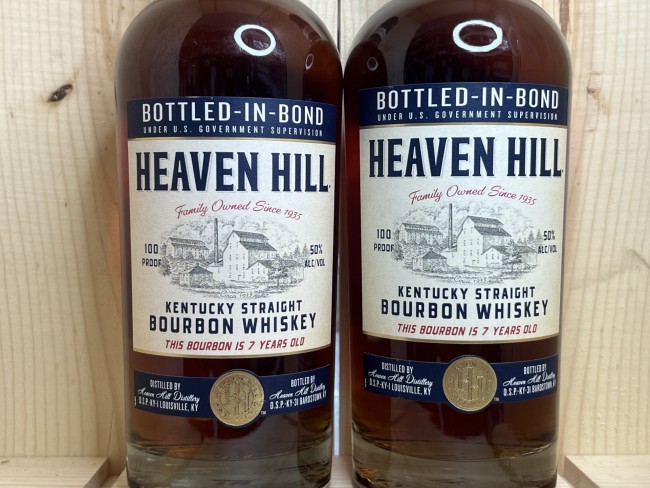 BOTTLED-IN-BOND
UNDER U.S. GOVERNMENT SUPERVISION
HEAVEN HILL
Family Owned Since 1935
100 PROOF
50% ALC/VOL
KENTUCKY STRAIGHT
BOURBON WHISKEY
THIS BOURBON IS 7 YEARS OLD
DISTILLED BY
Heaven Hill Distillery
D.S.P.-KY-1 LOUISVILLE, KY
BOTTLED BY
Heaven Hill Distillery
D.S.P.-KY-31 BARDSTOWN, KY
BOTTLED-IN-BOND
UNDER U.S. GOVERNMENT SUPERVISION
HEAVEN HILL
Family Owned Since 1935
100 PROOF
50% ALC/VOL
KENTUCKY STRAIGHT
BOURBON WHISKEY
THIS BOURBON IS 7 YEARS OLD
DISTILLED BY
Heaven Hill Distillery
D.S.P.-KY-1 LOUISVILLE, KY
BOTTLED BY
Heaven Hill Distillery
D.S.P.-KY-31 BARDSTOWN, KY